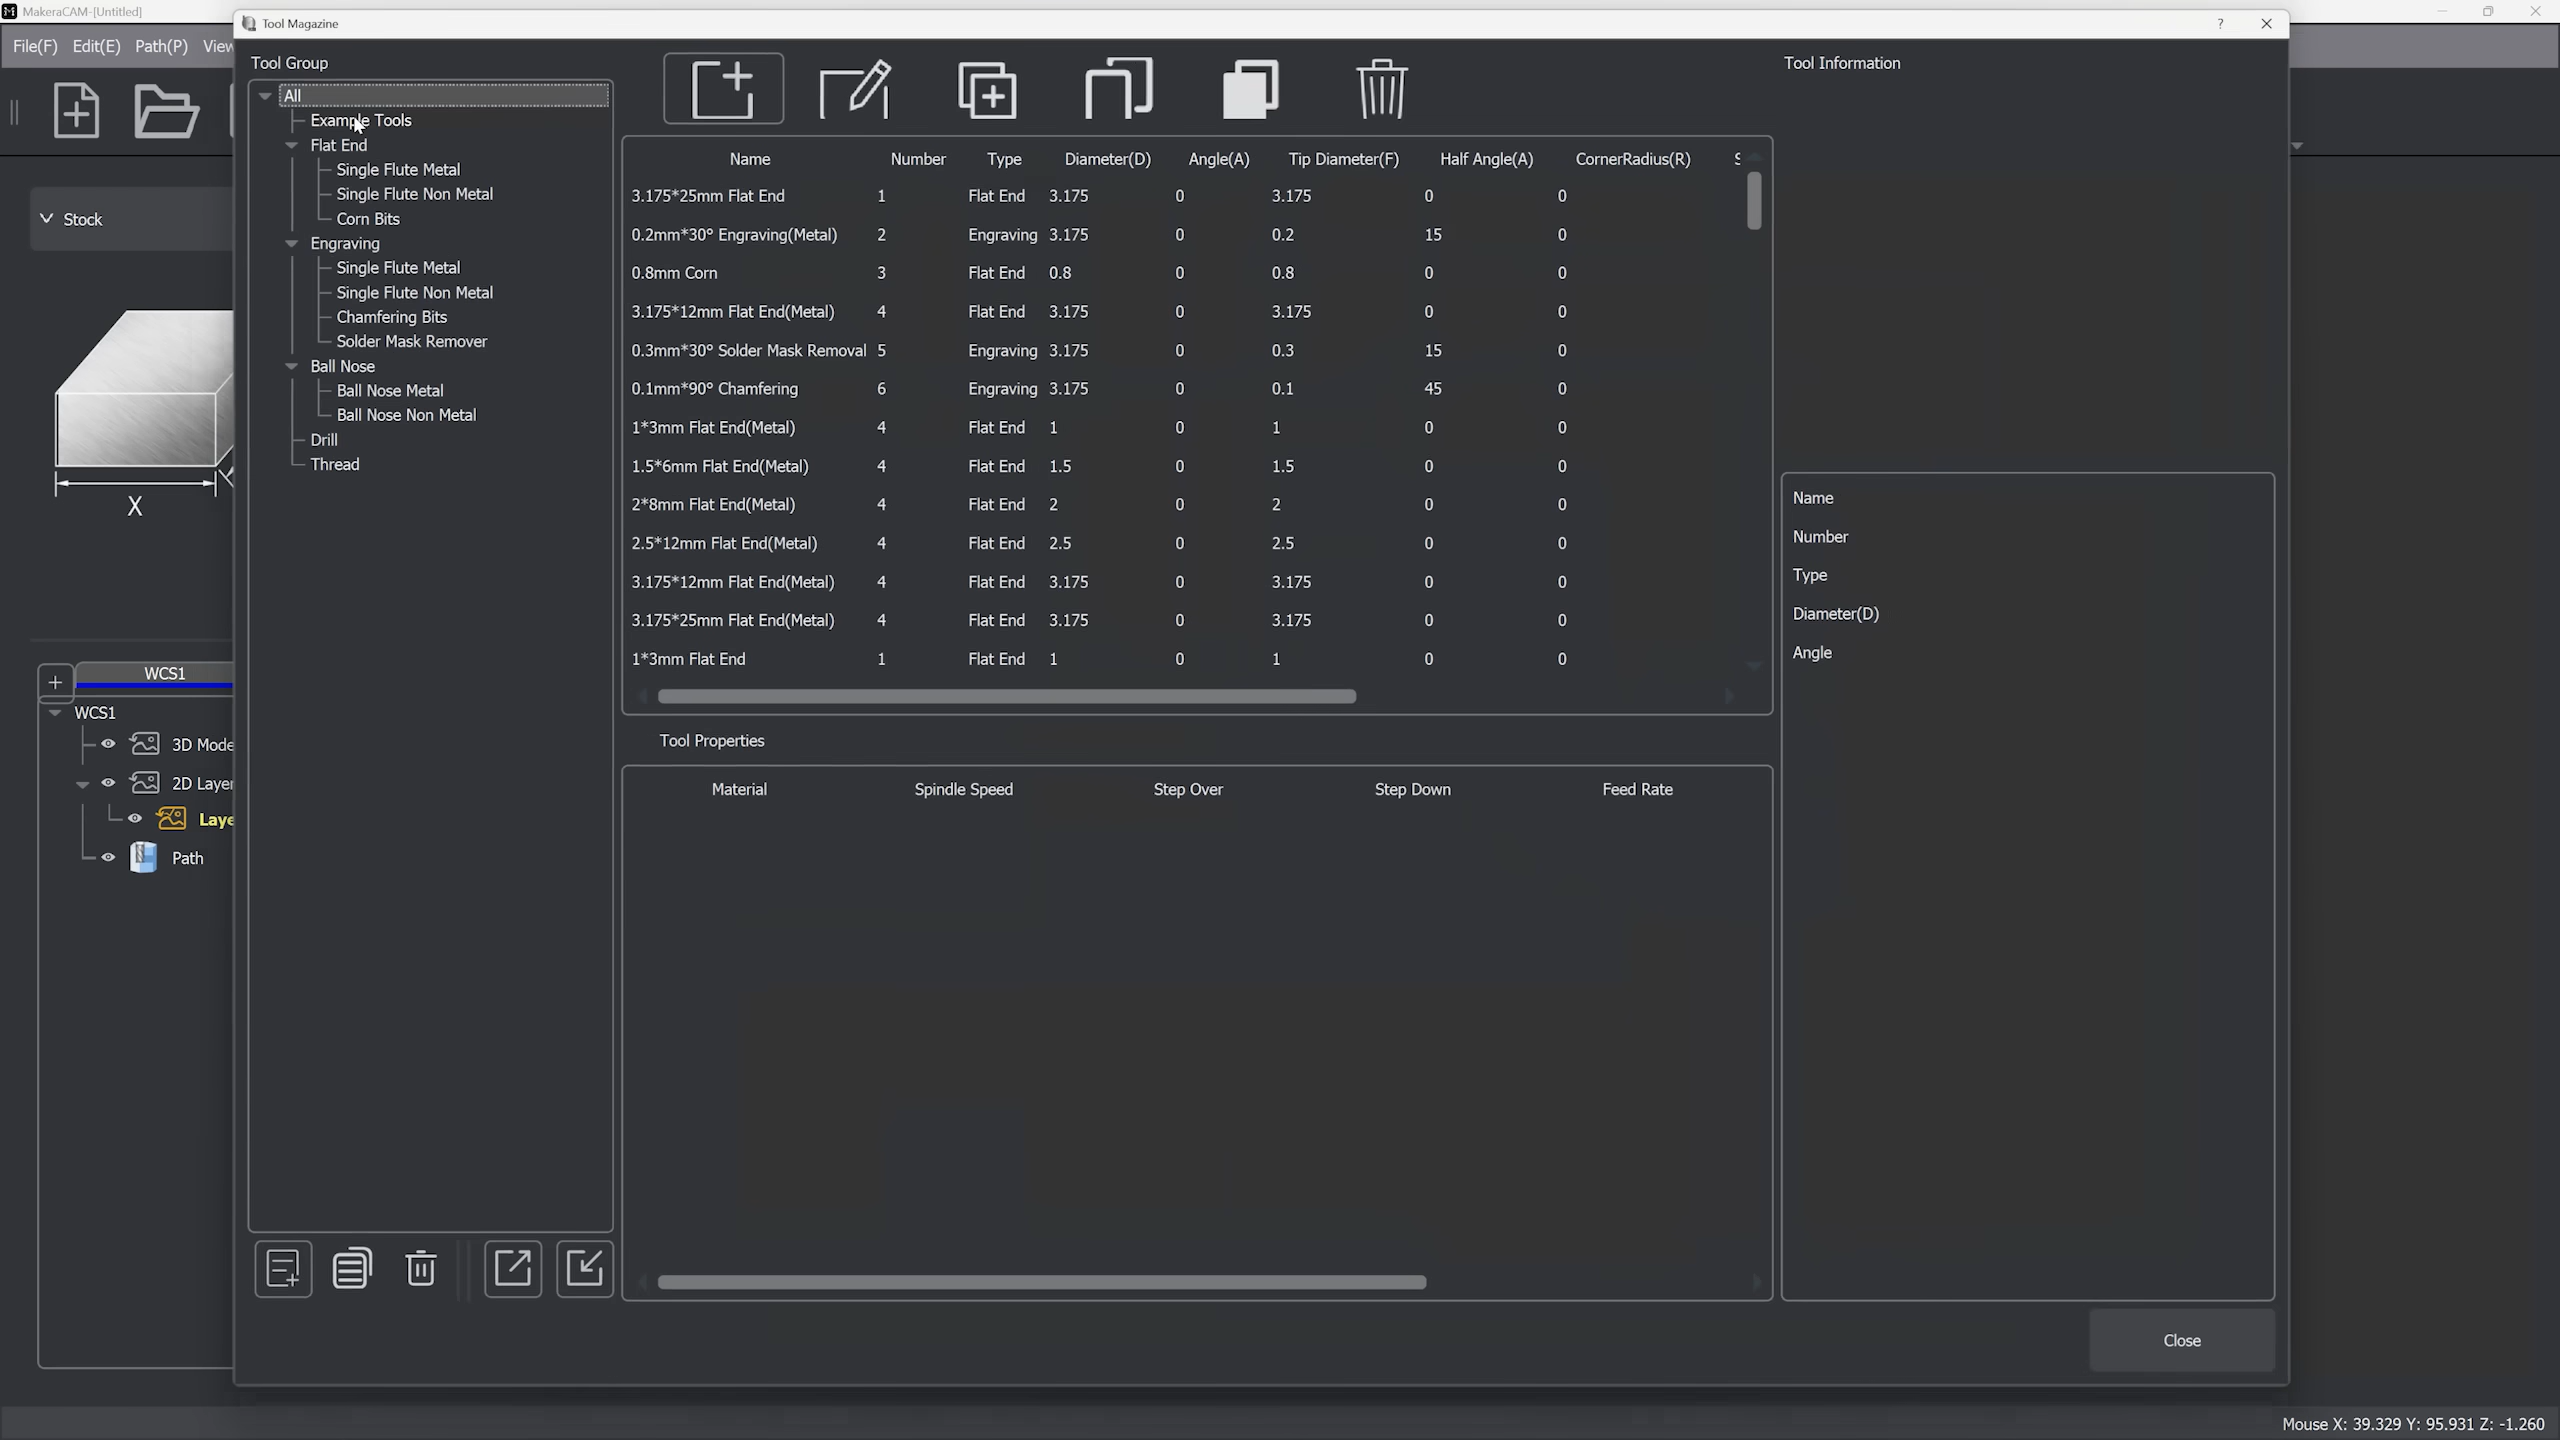 MakeraCAM-[Untitled]
Tool Magazine
?
File(F) Edit(E) Path(P) View
Tool Group
Tool Information
All
Example Tools
Flat End
Single Flute Metal
Single Flute Non Metal
Corn Bits
Engraving
Single Flute Metal
Single Flute Non Metal
Chamfering Bits
Solder Mask Remover
Ball Nose
Ball Nose Metal
Ball Nose Non Metal
Drill
Thread
Name Number Type Diameter(D) Angle(A) Tip Diameter(F) Half Angle(A) CornerRadius(R) S
3.175*25mm Flat End 1 Flat End 3.175 0 3.175 0 0
0.2mm*30° Engraving(Metal) 2 Engraving 3.175 0 0.2 15 0
0.8mm Corn 3 Flat End 0.8 0 0.8 0 0
3.175*12mm Flat End(Metal) 4 Flat End 3.175 0 3.175 0 0
0.3mm*30° Solder Mask Removal 5 Engraving 3.175 0 0.3 15 0
0.1mm*90° Chamfering 6 Engraving 3.175 0 0.1 45 0
1*3mm Flat End(Metal) 4 Flat End 1 0 1 0 0
1.5*6mm Flat End(Metal) 4 Flat End 1.5 0 1.5 0 0
2*8mm Flat End(Metal) 4 Flat End 2 0 2 0 0
2.5*12mm Flat End(Metal) 4 Flat End 2.5 0 2.5 0 0
3.175*12mm Flat End(Metal) 4 Flat End 3.175 0 3.175 0 0
3.175*25mm Flat End(Metal) 4 Flat End 3.175 0 3.175 0 0
1*3mm Flat End 1 Flat End 1 0 1 0 0
Tool Properties
Material Spindle Speed Step Over Step Down Feed Rate
Name
Number
Type
Diameter(D)
Angle
Close
Stock
X
WCS1
WCS1
3D Mode
2D Layer
Laye
Path
Mouse X: 39.329 Y: 95.931 Z: -1.260